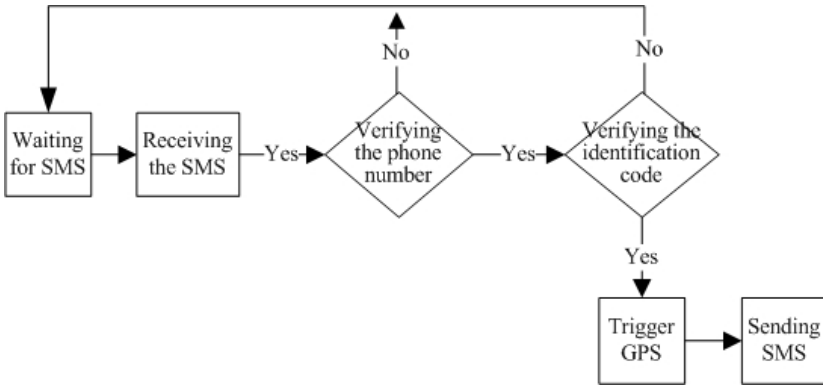 No
No
Waiting
for SMS
Receiving
the SMS
Yes
Verifying
the phone
number
Yes
Verifying the
identification
code
Yes
Trigger
GPS
Sending
SMS